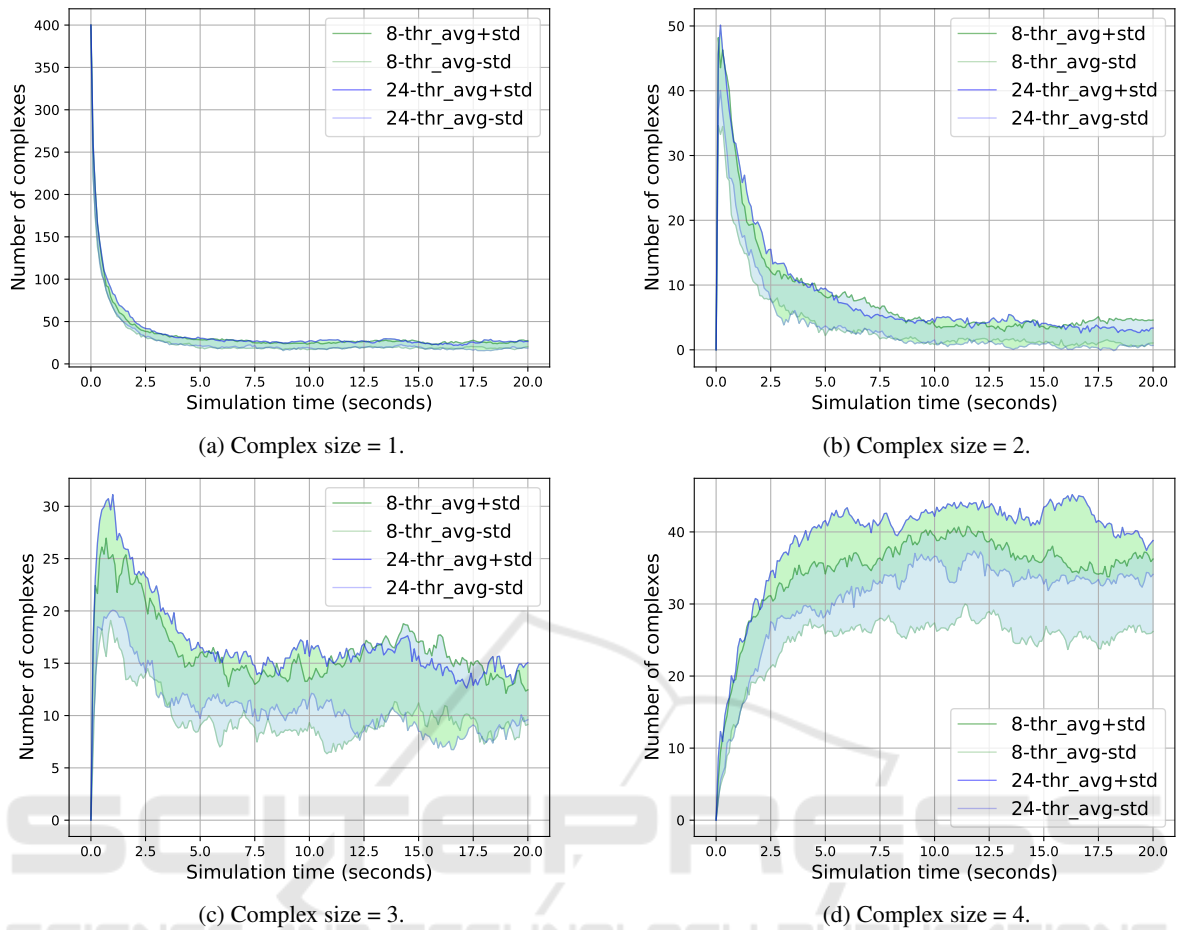 400
350
300
250
200
150
100
50
0
Number of complexes
8-thr_avg+std
8-thr_avg-std
24-thr_avg+std
24-thr_avg-std
0.0 2.5 5.0 7.5 10.0 12.5 15.0 17.5 20.0
Simulation time (seconds)
(a) Complex size = 1.
50
40
30
20
10
0
Number of complexes
8-thr_avg+std
8-thr_avg-std
24-thr_avg+std
24-thr_avg-std
0.0 2.5 5.0 7.5 10.0 12.5 15.0 17.5 20.0
Simulation time (seconds)
(b) Complex size = 2.
30
25
20
15
10
5
0
Number of complexes
8-thr_avg+std
8-thr_avg-std
24-thr_avg+std
24-thr_avg-std
0.0 2.5 5.0 7.5 10.0 12.5 15.0 17.5 20.0
Simulation time (seconds)
(c) Complex size = 3.
40
30
20
10
0
Number of complexes
8-thr_avg+std
8-thr_avg-std
24-thr_avg+std
24-thr_avg-std
0.0 2.5 5.0 7.5 10.0 12.5 15.0 17.5 20.0
Simulation time (seconds)
(d) Complex size = 4.
SCITEPRESS